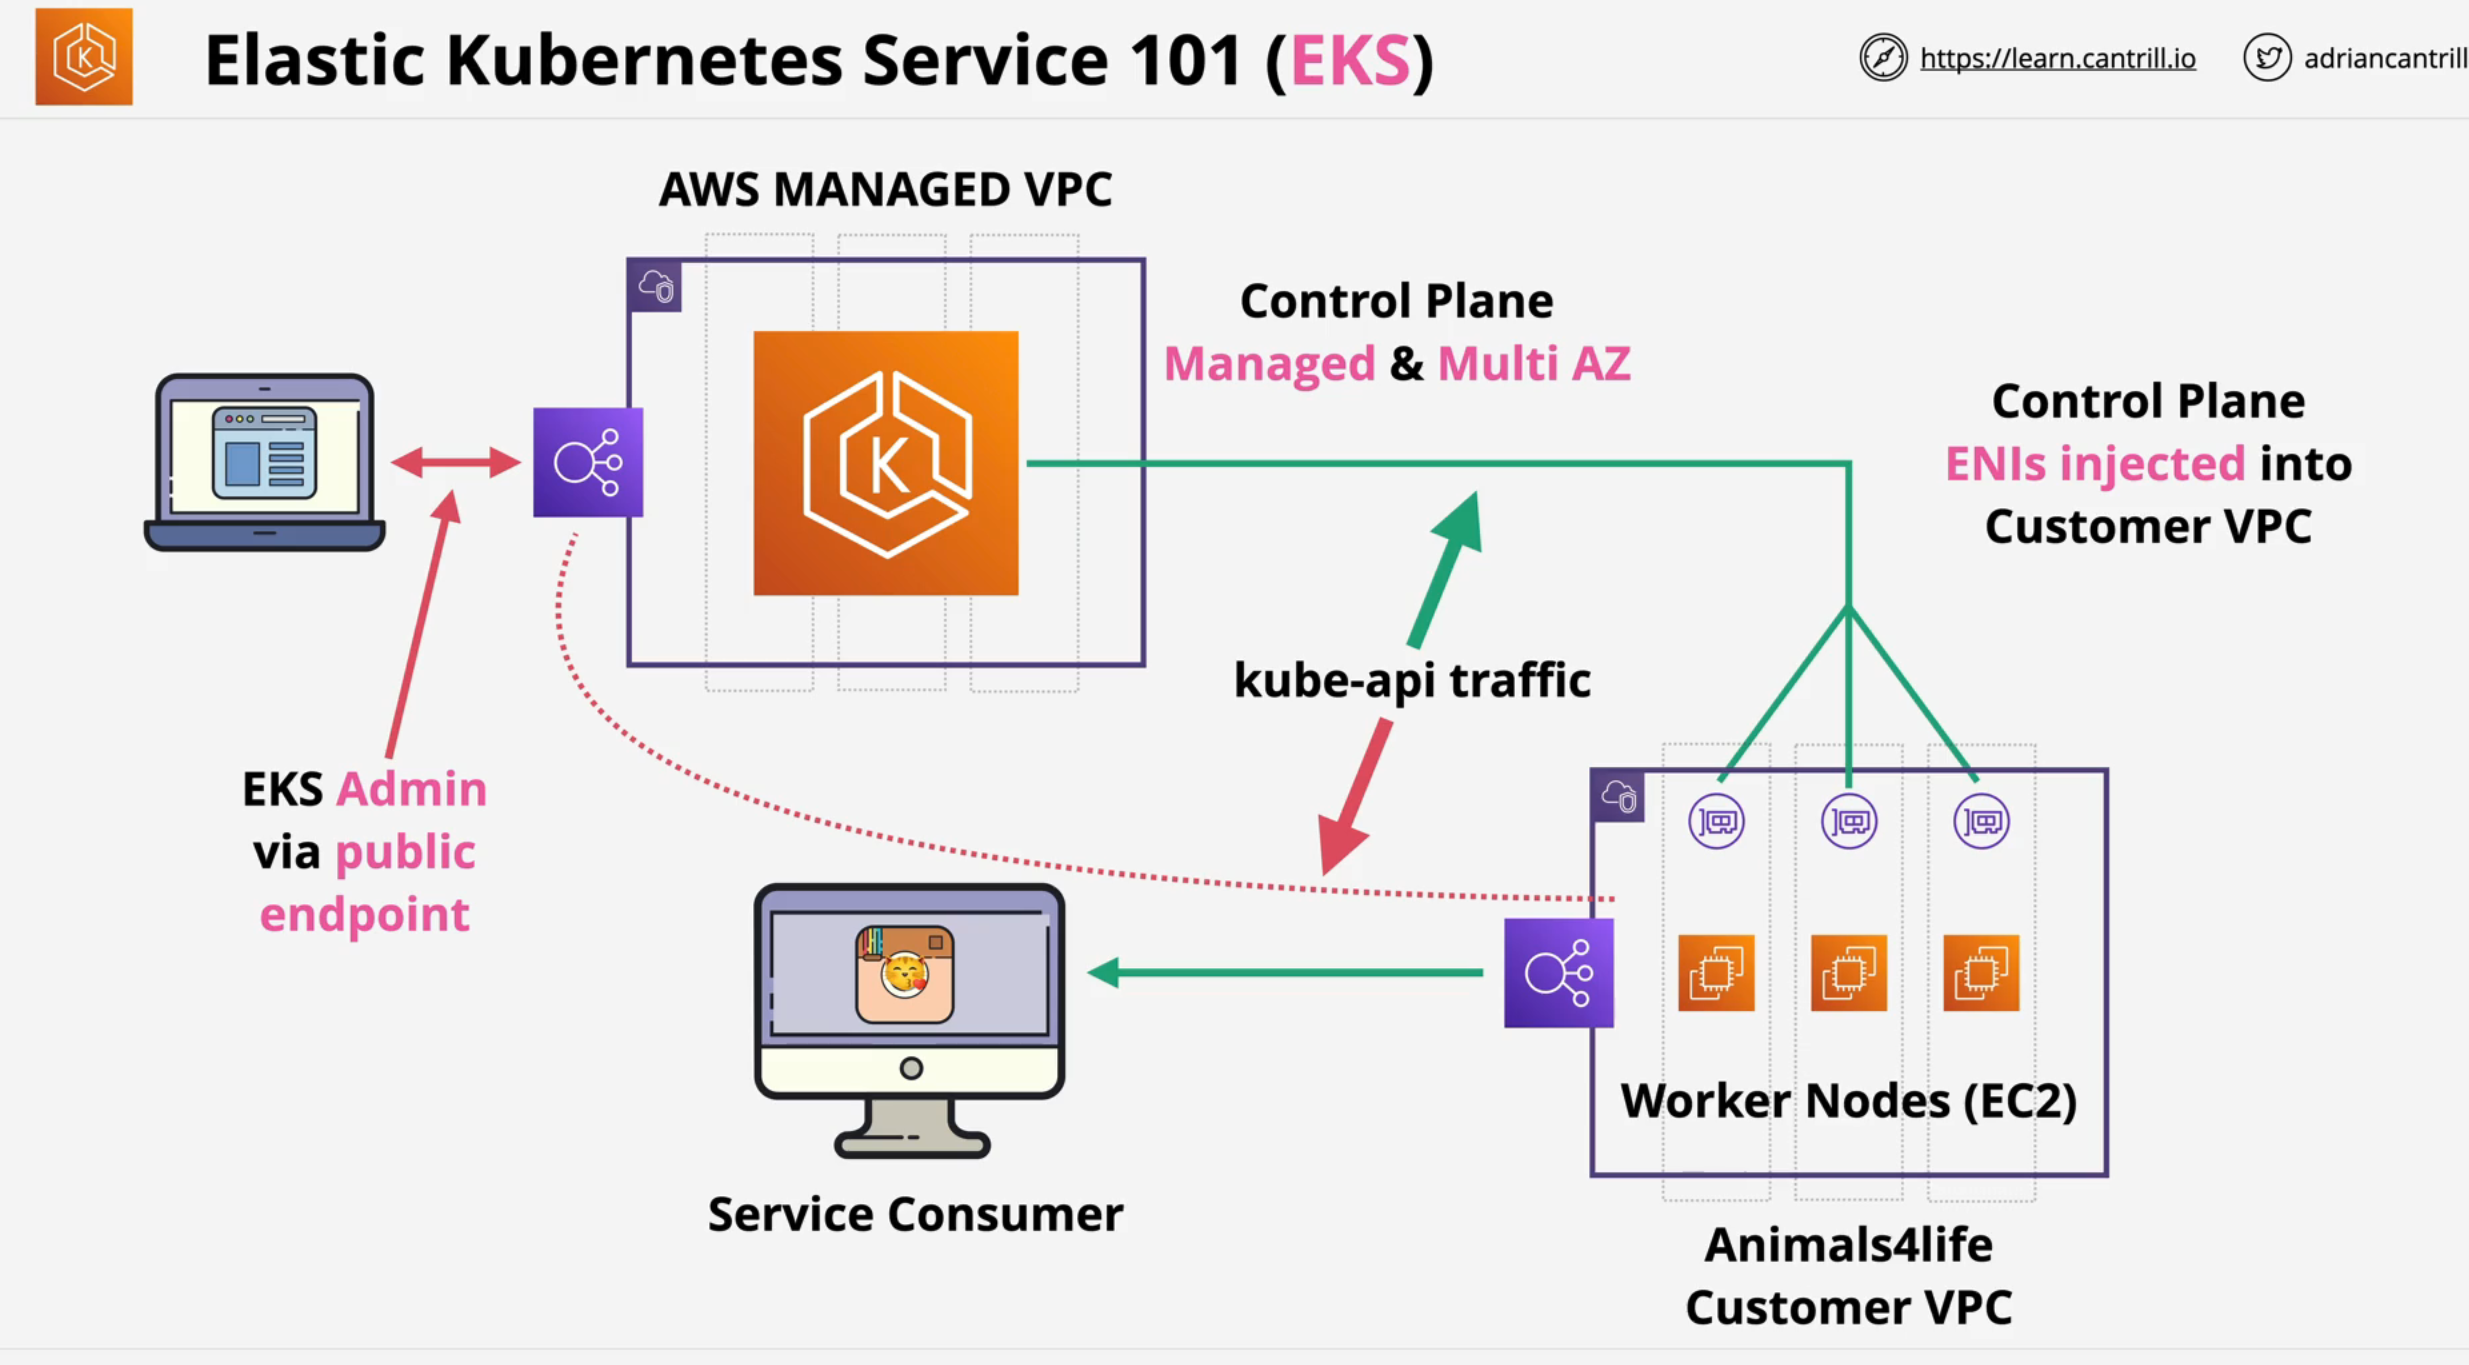 Elastic Kubernetes Service 101 (EKS)
https://learn.cantrill.io
adriancantrill
AWS MANAGED VPC
K
Control Plane
Managed & Multi AZ
Control Plane
ENIs injected into
Customer VPC
kube-api traffic
EKS Admin
via public
endpoint
Worker Nodes (EC2)
Service Consumer
Animals4life
Customer VPC